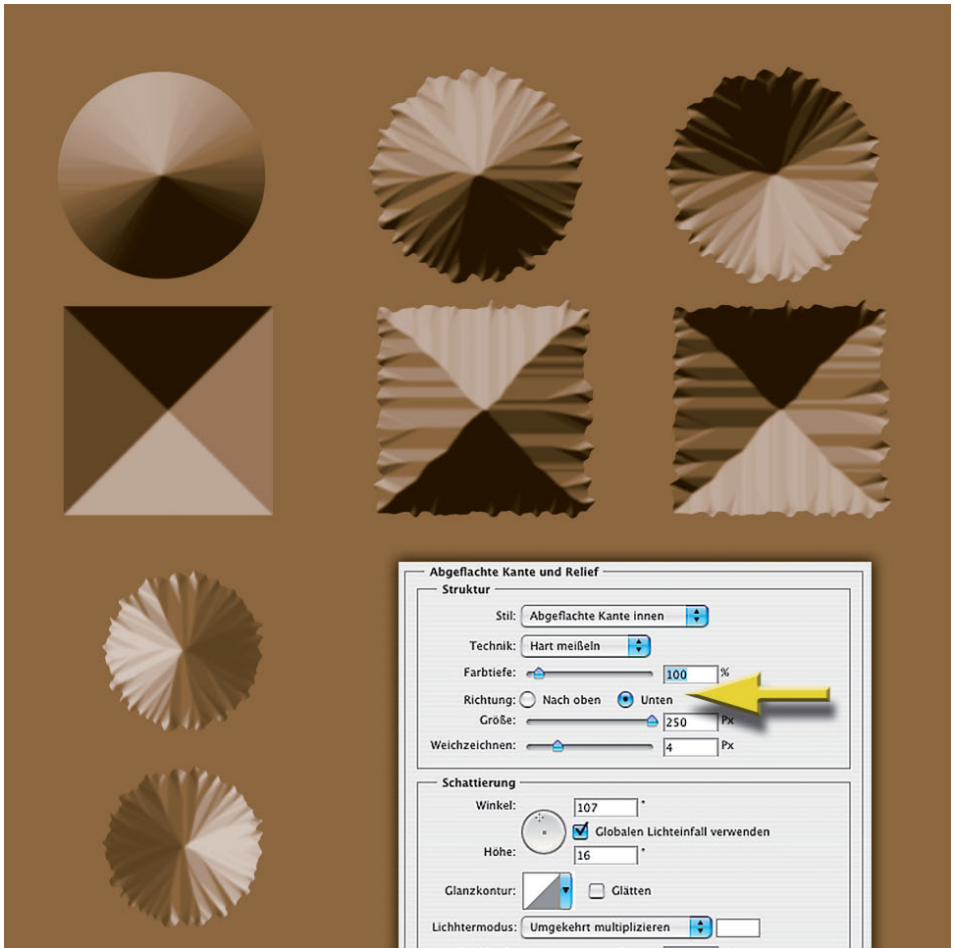 Abgeflachte Kante und Relief
Struktur
Stil: Abgeflachte Kante innen
Technik: Hart meißeln
Farbtiefe: 100 %
Richtung: Nach oben Unten
Größe: 250 Px
Weichzeichnen: 4 Px
Schattierung
Winkel: 107 °
Globalen Lichteinfall verwenden
Höhe: 16 °
Glanzkontur: Glätten
Lichtermodus: Umgekehrt multiplizieren